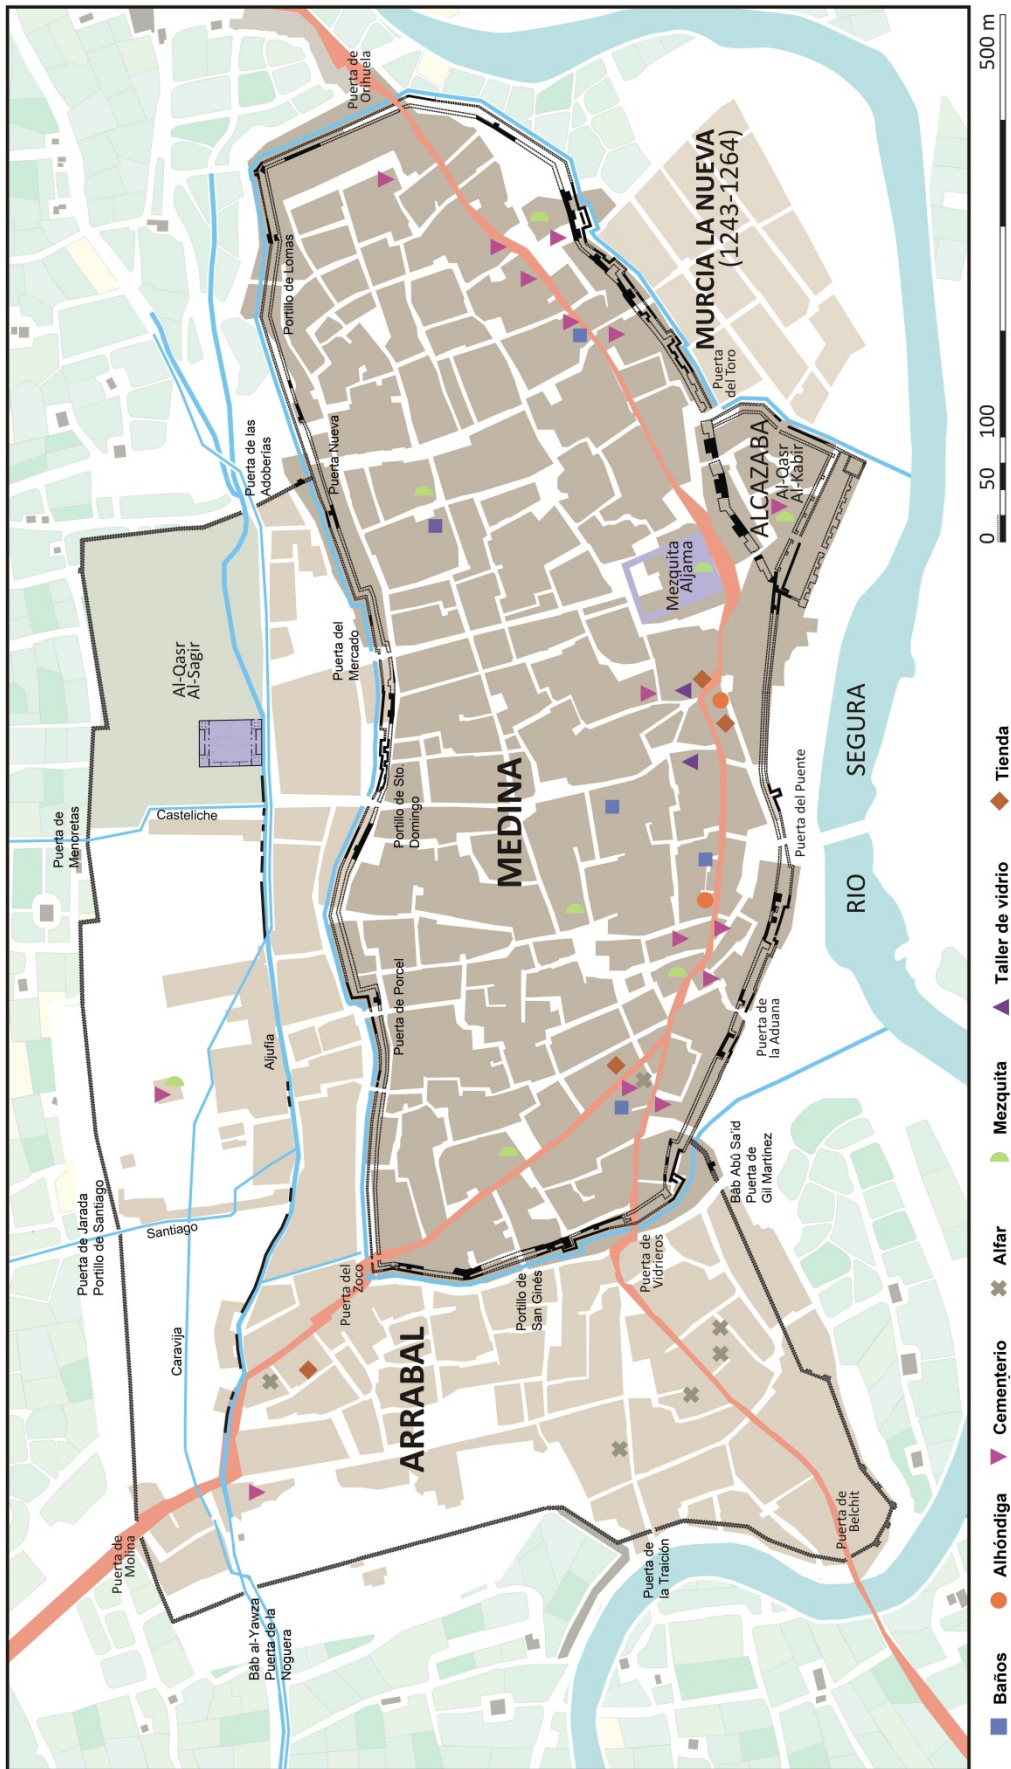 Puerta de
Molina
Bâb al-Yawza
Puerta de la
Noguera
Caravija
Puerta de Jarada
Portillo de Santiago
Santiago
Aljufía
Puerta de
Menoretas
Casteliche
Al-Qasr
Al-Sagir
Puerta de las
Adoberías
Puerta de
Orihuela
Portillo de Lomas
Puerta Nueva
Puerta del
Mercado
Portillo de Sto.
Domingo
Puerta de Porcel
Puerta del
Zoco
ARRABAL
MEDINA
Portillo de
San Ginés
Puerta de
Vidrieros
Puerta de
la Traición
Puerta de
Belchit
Bâb Abû Sa'id
Puerta de
Gil Martínez
Puerta de
la Aduana
Puerta del Puente
Mezquita
Aljama
ALCAZABA
Al-Qasr
Al-Kabir
Puerta
del Toro
MURCIA LA NUEVA
(1243-1264)
RIO SEGURA
Baños
Alhóndiga
Cementerio
Alfar
Mezquita
Taller de vidrio
Tienda
0 50 100 500 m